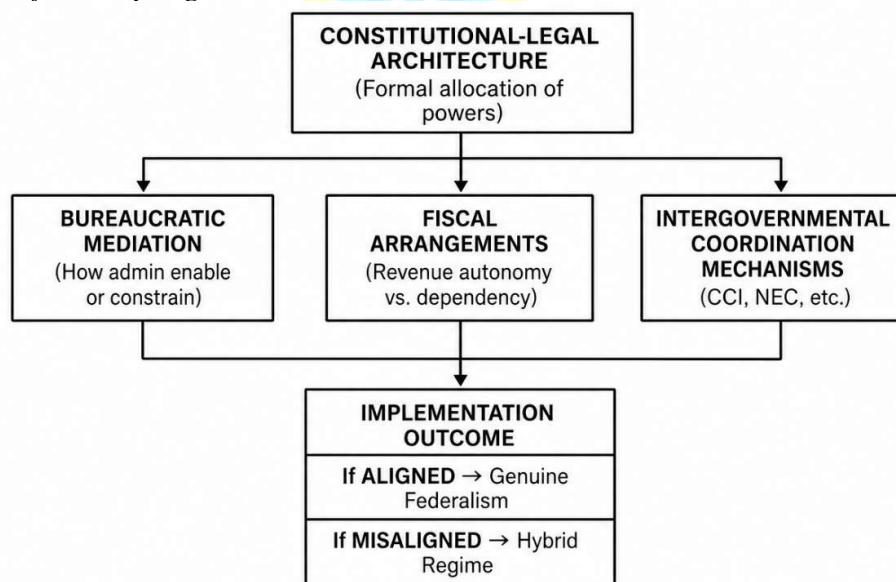 CONSTITUTIONAL-LEGAL
ARCHITECTURE
(Formal allocation of
powers)
BUREAUCRATIC
MEDIATION
(How admin enable
or constrain)
FISCAL
ARRANGEMENTS
(Revenue autonomy
vs. dependency)
INTERGOVERNMENTAL
COORDINATION
MECHANISMS
(CCI, NEC, etc.)
IMPLEMENTATION
OUTCOME
If ALIGNED → Genuine
Federalism
If MISALIGNED → Hybrid
Regime